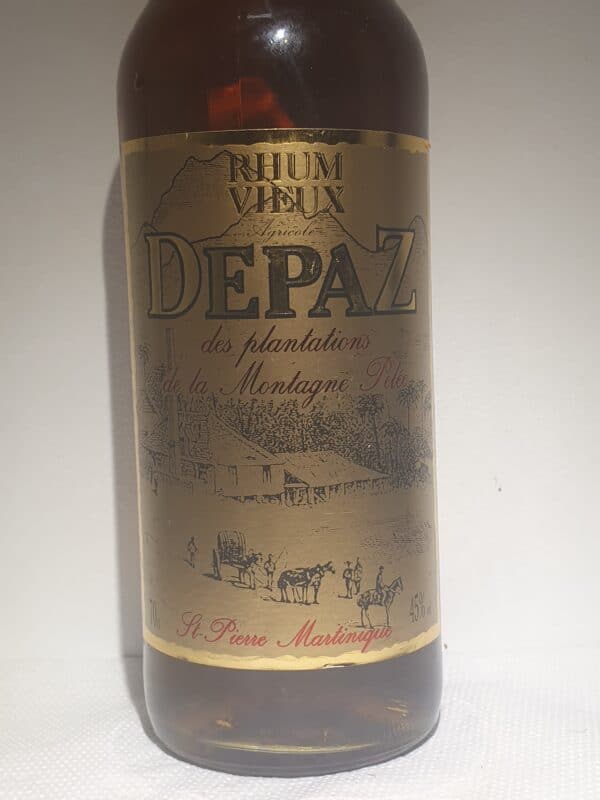 RHUM
VIEUX
Agricole
DEPAZ
des plantations
de la Montagne Pelée
45%
St-Pierre Martinique